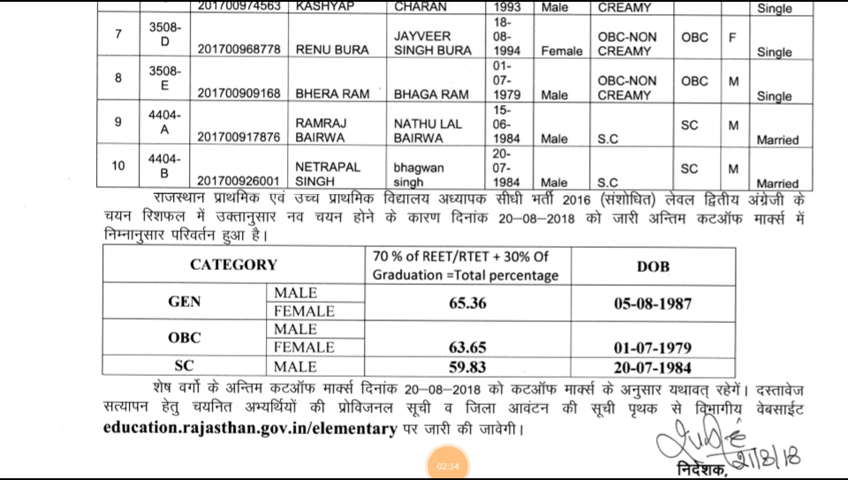 201700974563 KASHYAP CHARAN 1993 Male CREAMY Single
7 3508-D 201700968778 RENU BURA JAYVEER SINGH BURA 18-08-1994 Female OBC-NON CREAMY OBC F Single
8 3508-E 201700909168 BHERA RAM BHAGA RAM 01-07-1979 Male OBC-NON CREAMY OBC M Single
9 4404-A 201700917876 RAMRAJ BAIRWA NATHU LAL BAIRWA 15-06-1984 Male S.C SC M Married
10 4404-B 201700926001 NETRAPAL SINGH bhagwan singh 20-07-1984 Male S.C SC M Married
राजस्थान प्राथमिक एवं उच्च प्राथमिक विद्यालय अध्यापक सीधी भर्ती 2016 (संशोधित) लेवल द्वितीय अंग्रेजी के
चयन रिशफल में उक्तानुसार नव चयन होने के कारण दिनांक 20-08-2018 को जारी अन्तिम कटऑफ मार्क्स में
निम्नानुसार परिवर्तन हुआ है।
CATEGORY 70 % of REET/RTET + 30% Of Graduation =Total percentage DOB
GEN MALE FEMALE 65.36 05-08-1987
OBC MALE FEMALE 63.65 01-07-1979
SC MALE 59.83 20-07-1984
शेष वर्गो के अन्तिम कटऑफ मार्क्स दिनांक 20-08-2018 को कटऑफ मार्क्स के अनुसार यथावत् रहेगें। दस्तावेज
सत्यापन हेतु चयनित अभ्यर्थियों की प्रोविजनल सूची व जिला आवंटन की सूची पृथक से विभागीय वेबसाईट
education.rajasthan.gov.in/elementary पर जारी की जावेगी।
21/8/18
निदेशक,
02:34